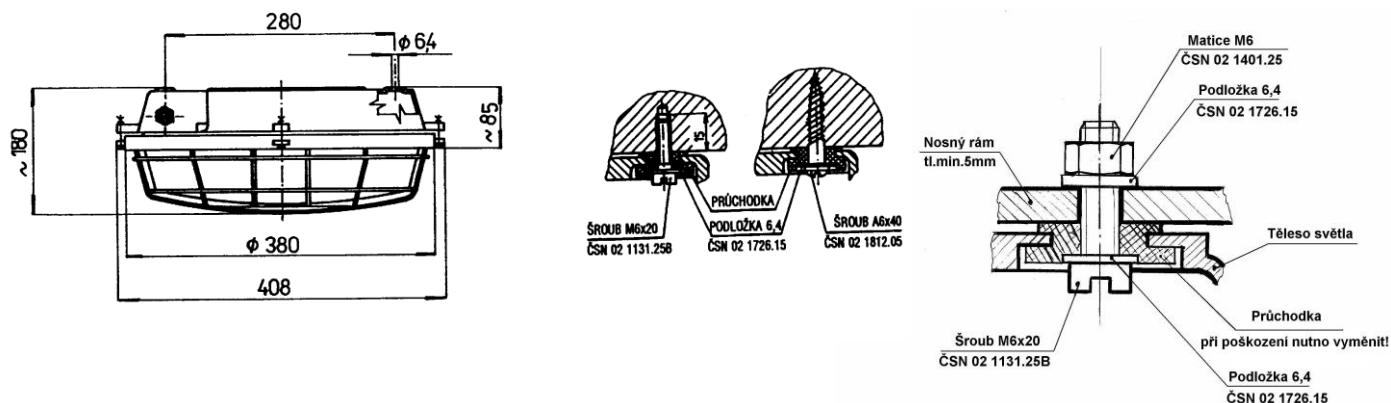 280
ϕ 6,4
~ 180
~ 85
ϕ 380
408
15
PRŮCHODKA
ŠROUB M6x20
ČSN 02 1131.25B
PODLOŽKA 6,4
ČSN 02 1726.15
ŠROUB A6x40
ČSN 02 1812.05
Matice M6
ČSN 02 1401.25
Podložka 6,4
ČSN 02 1726.15
Nosný rám
tl.min.5mm
Těleso světla
Průchodka
při poškození nutno vyměnit!
Šroub M6x20
ČSN 02 1131.25B
Podložka 6,4
ČSN 02 1726.15